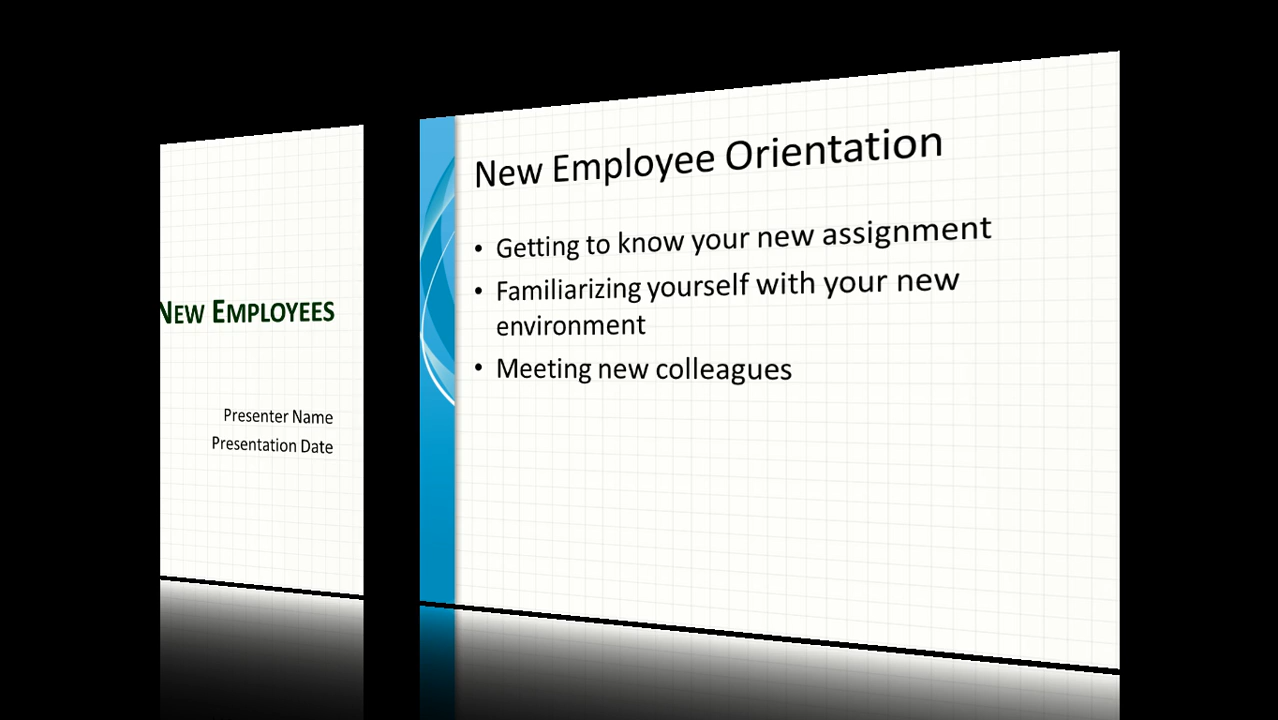 NEW EMPLOYEES
Presenter Name
Presentation Date
New Employee Orientation
• Getting to know your new assignment
• Familiarizing yourself with your new
environment
• Meeting new colleagues